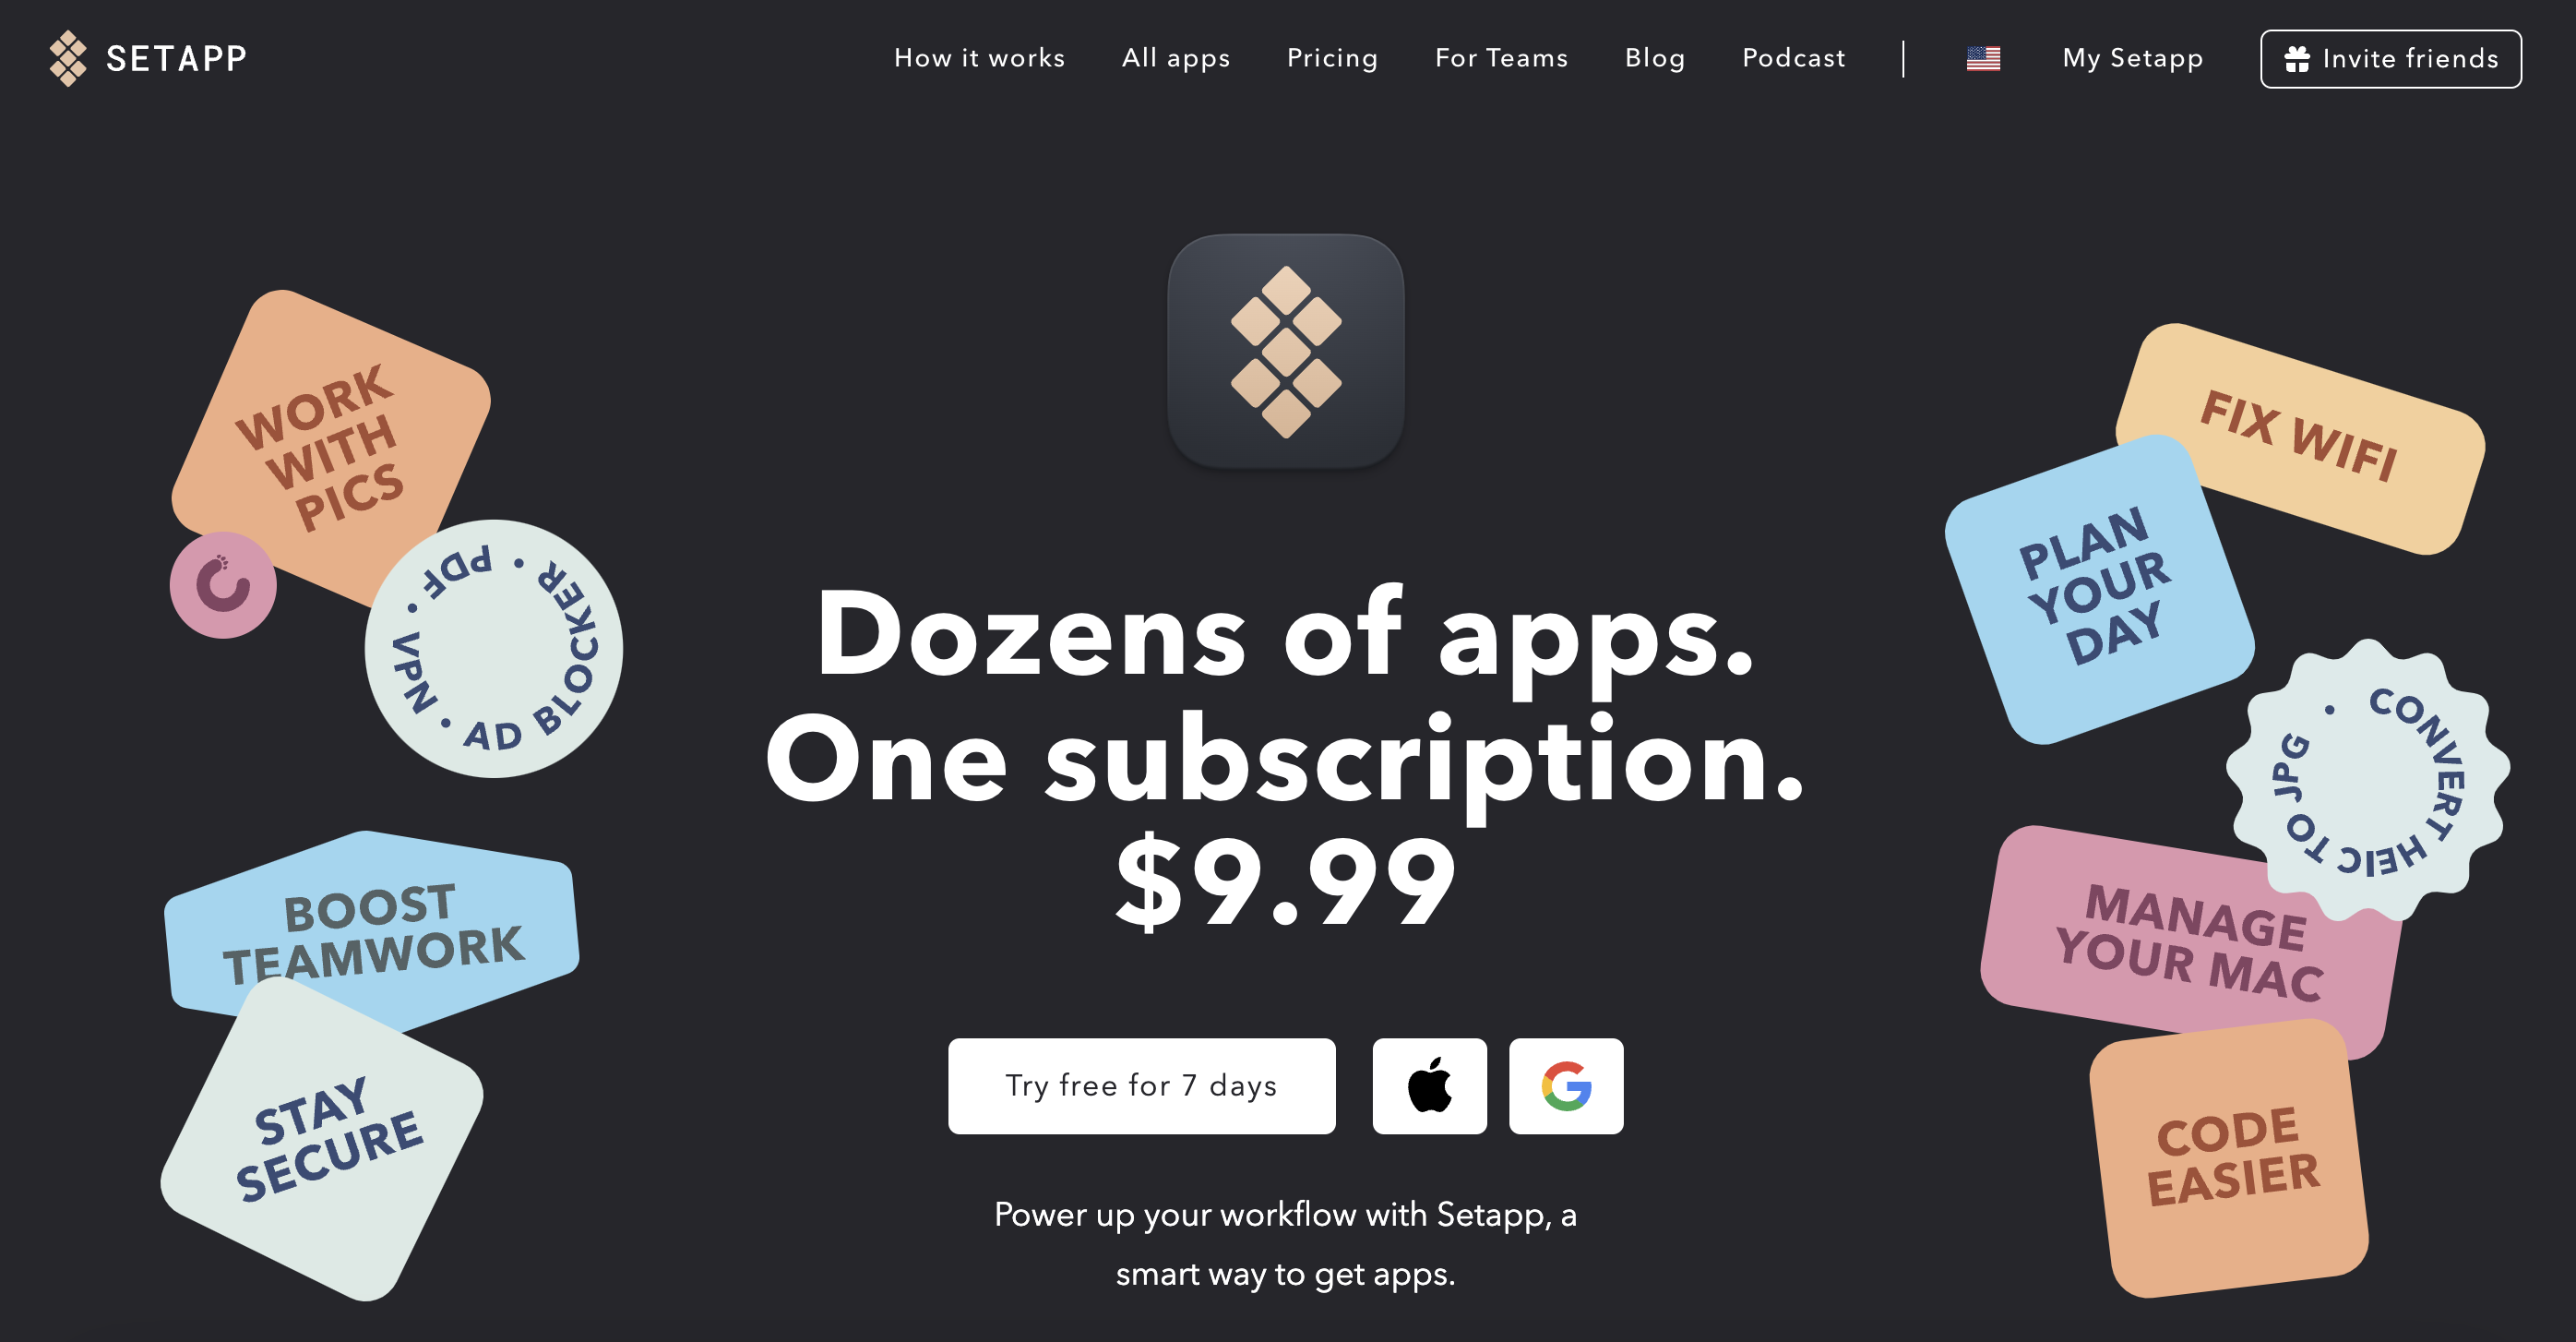 SETAPP
How it works
All apps
Pricing
For Teams
Blog
Podcast
My Setapp
Invite friends
WORK
WITH
PICS
PDF • VPN • AD BLOCKER •
BOOST
TEAMWORK
STAY
SECURE
Dozens of apps.
One subscription.
$9.99
Try free for 7 days
Power up your workflow with Setapp, a
smart way to get apps.
FIX WIFI
PLAN
YOUR
DAY
CONVERT HEIC TO JPG •
MANAGE
YOUR MAC
CODE
EASIER